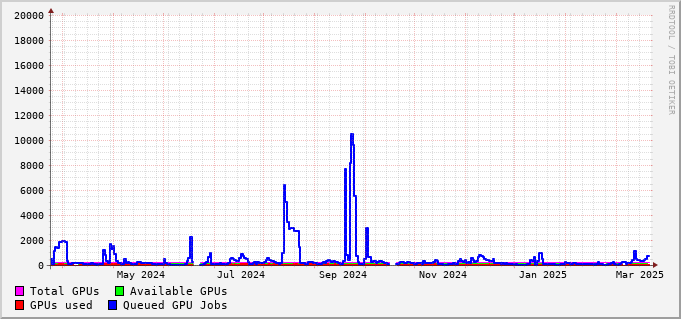 20000
18000
16000
14000
12000
10000
8000
6000
4000
2000
0
May 2024 Jul 2024 Sep 2024 Nov 2024 Jan 2025 Mar 2025
Total GPUs Available GPUs
GPUs used Queued GPU Jobs
RRDTOOL / TOBI OETIKER